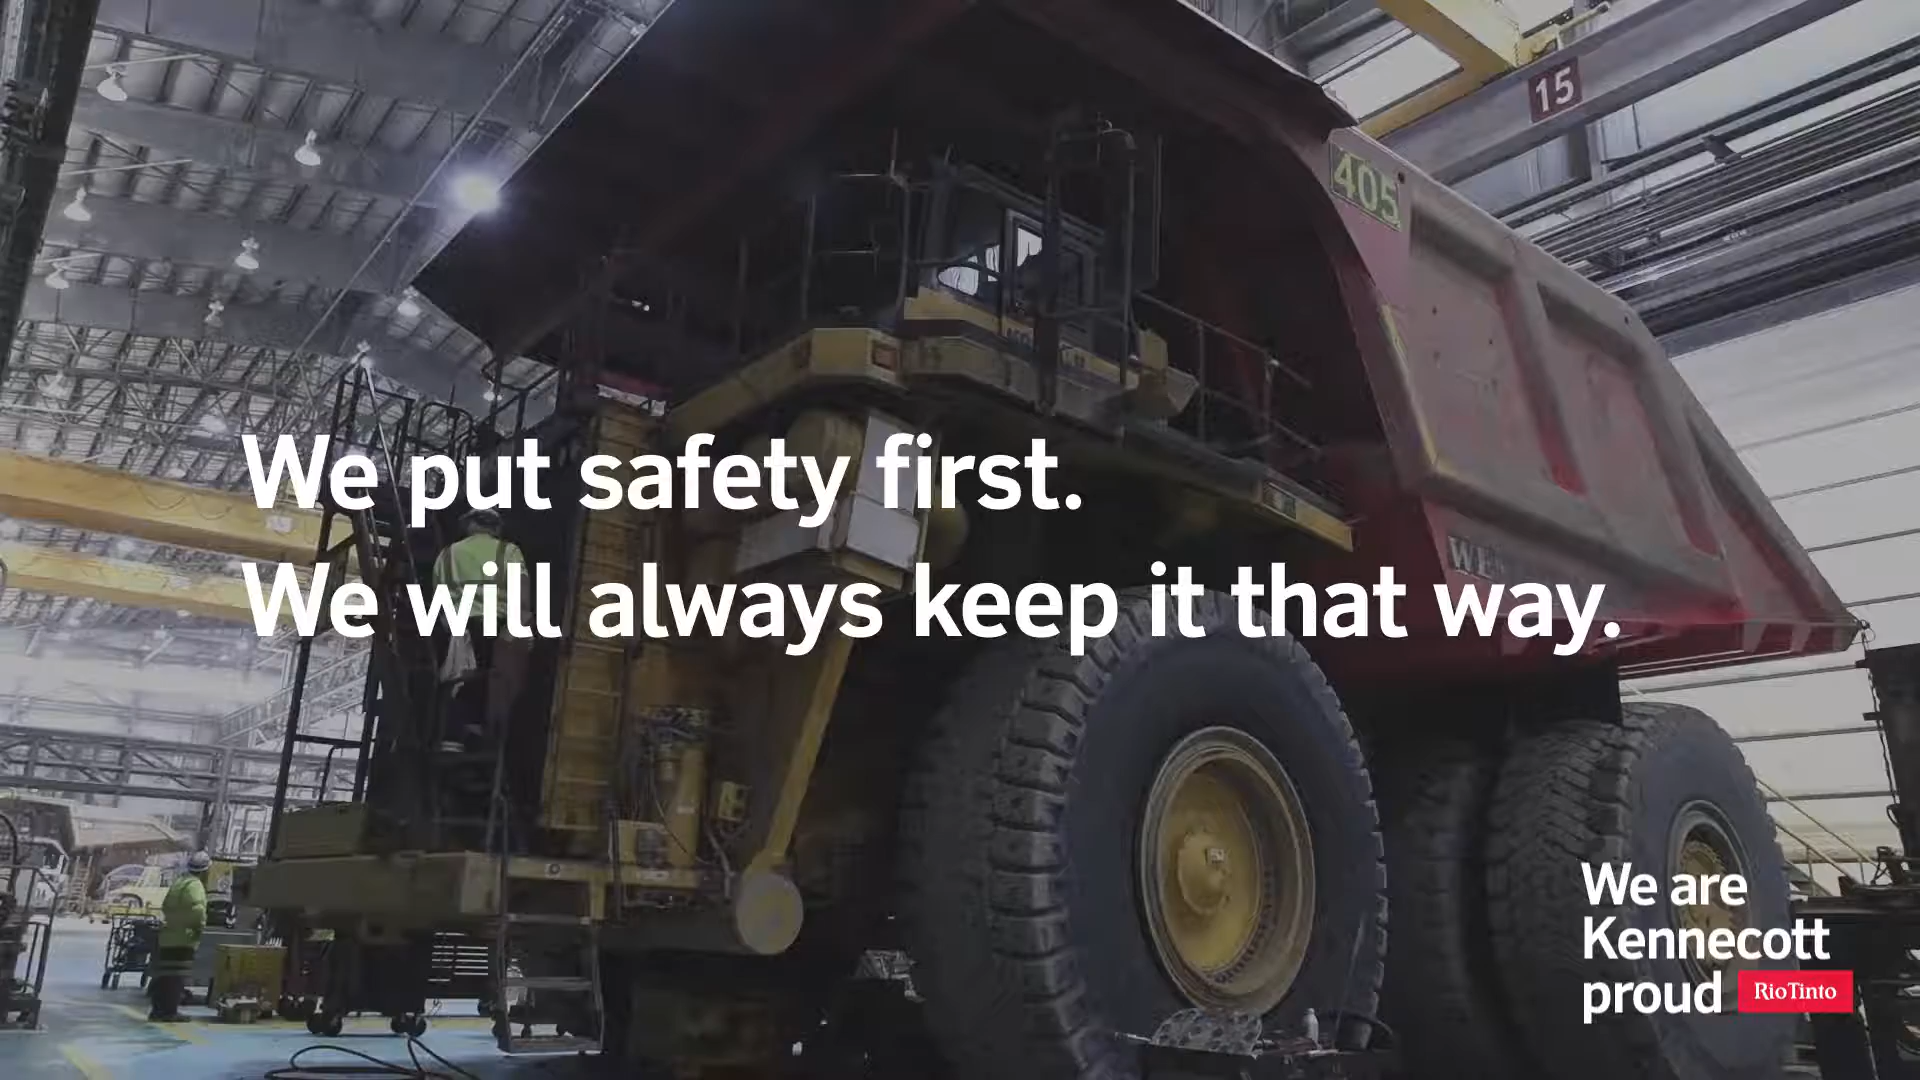 15
405
We put safety first.
We will always keep it that way.
We are
Kennecott
proud
RioTinto